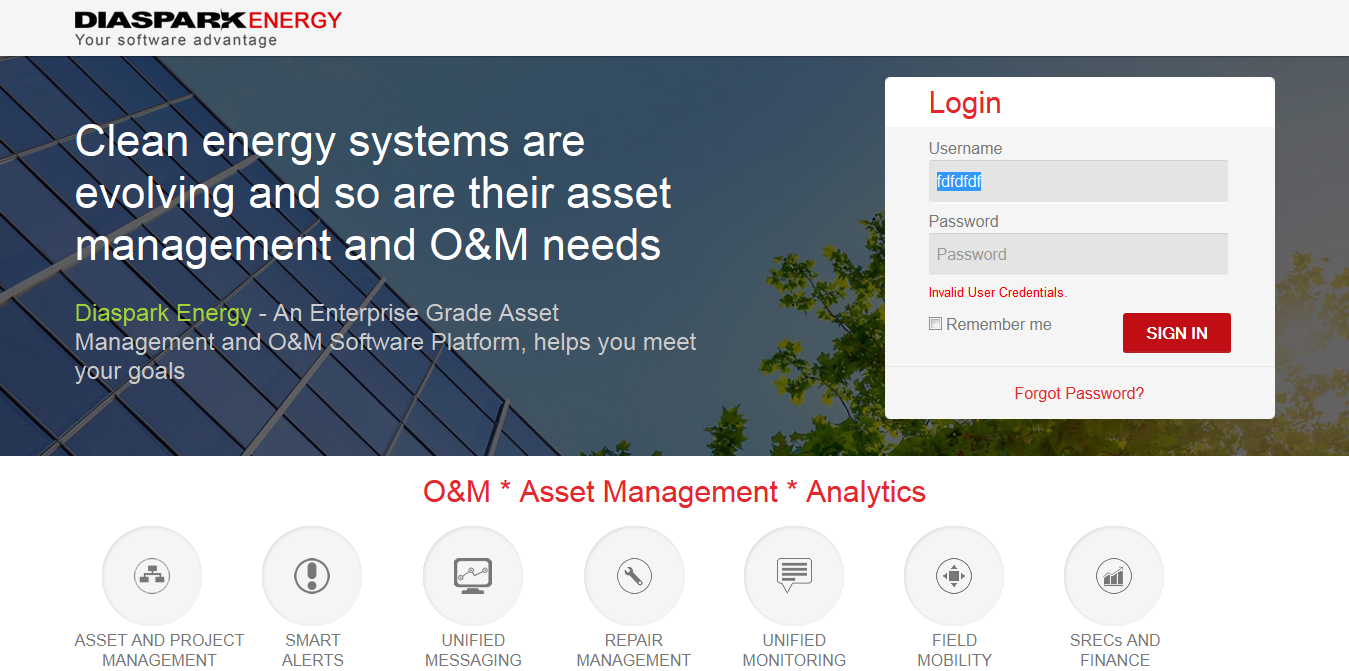 DIASPARKENERGY
Your software advantage
Clean energy systems are
evolving and so are their asset
management and O&M needs
Diaspark Energy - An Enterprise Grade Asset
Management and O&M Software Platform, helps you meet
your goals
Login
Username
fdfdfdf
Password
Password
Invalid User Credentials.
Remember me
SIGN IN
Forgot Password?
O&M * Asset Management * Analytics
ASSET AND PROJECT
MANAGEMENT
SMART
ALERTS
UNIFIED
MESSAGING
REPAIR
MANAGEMENT
UNIFIED
MONITORING
FIELD
MOBILITY
SRECs AND
FINANCE